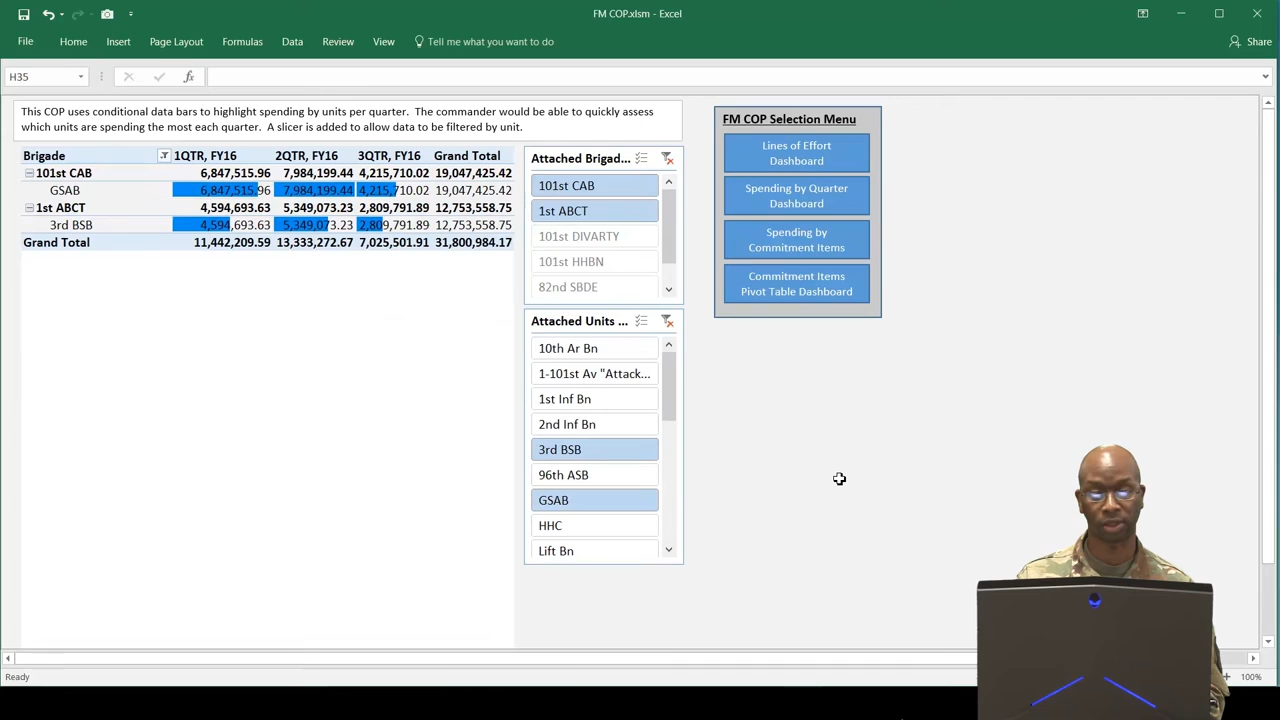 FM COP.xlsm - Excel
File Home Insert Page Layout Formulas Data Review View Tell me what you want to do Share
H35 fx
This COP uses conditional data bars to highlight spending by units per quarter. The commander would be able to quickly assess
which units are spending the most each quarter. A slicer is added to allow data to be filtered by unit.
Brigade 1QTR, FY16 2QTR, FY16 3QTR, FY16 Grand Total
101st CAB 6,847,515.96 7,984,199.44 4,215,710.02 19,047,425.42
GSAB 6,847,515.96 7,984,199.44 4,215,710.02 19,047,425.42
1st ABCT 4,594,693.63 5,349,073.23 2,809,791.89 12,753,558.75
3rd BSB 4,594,693.63 5,349,073.23 2,809,791.89 12,753,558.75
Grand Total 11,442,209.59 13,333,272.67 7,025,501.91 31,800,984.17
Attached Brigad...
101st CAB
1st ABCT
101st DIVARTY
101st HHBN
82nd SBDE
Attached Units ...
10th Ar Bn
1-101st Av "Attack...
1st Inf Bn
2nd Inf Bn
3rd BSB
96th ASB
GSAB
HHC
Lift Bn
FM COP Selection Menu
Lines of Effort
Dashboard
Spending by Quarter
Dashboard
Spending by
Commitment Items
Commitment Items
Pivot Table Dashboard
Ready
100%